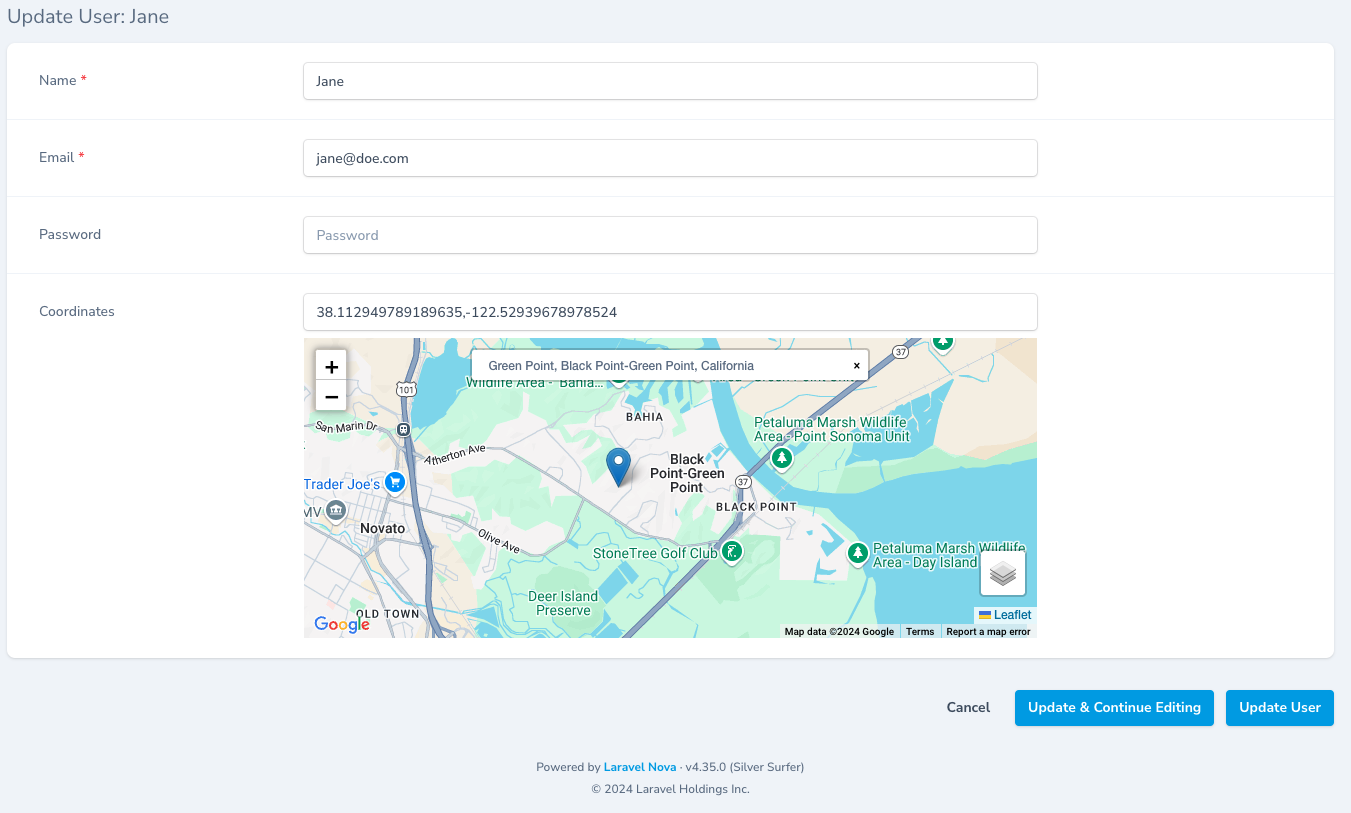 Update User: Jane
Name *
Jane
Email *
jane@doe.com
Password
Password
Coordinates
38.112949789189635,-122.52939678978524
+
−
Green Point, Black Point-Green Point, California
×
37
Wildlife Area - Bahia...
101
BAHIA
San Marin Dr
Petaluma Marsh Wildlife
Area - Point Sonoma Unit
Atherton Ave
Black
Point-Green
Point
Trader Joe's
37
MV
BLACK POINT
Novato
Olive Ave
StoneTree Golf Club
Petaluma Marsh Wildlife
Area - Day Island
Deer Island
Preserve
OLD TOWN
Google
Leaflet
Map data ©2024 Google
Terms
Report a map error
Cancel
Update & Continue Editing
Update User
Powered by Laravel Nova · v4.35.0 (Silver Surfer)
© 2024 Laravel Holdings Inc.